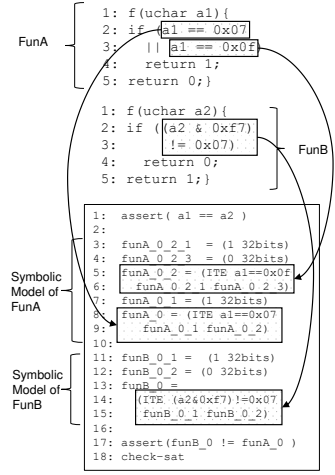 FunA
1: f(uchar a1){
2: if (a1 == 0x07
3: || a1 == 0x0f
4: return 1;
5: return 0;}
1: f(uchar a2){
2: if ((a2 & 0xf7)
3: != 0x07)
4: return 0;
5: return 1;}
FunB
1: assert( a1 == a2 )
2:
3: funA_0_2_1 = (1 32bits)
4: funA_0_2_3 = (0 32bits)
5: funA_0_2 = (ITE a1==0x0f
6: funA_0_2_1 funA_0_2_3)
7: funA_0_1 = (1 32bits)
8: funA_0 = (ITE a1==0x07
9: funA_0_1 funA_0_2)
10:
Symbolic
Model of
FunA
11: funB_0_1 = (1 32bits)
12: funB_0_2 = (0 32bits)
13: funB_0 =
14: (ITE (a2&0xf7)!=0x07
15: funB_0_1 funB_0_2)
16:
Symbolic
Model of
FunB
17: assert(funB_0 != funA_0 )
18: check-sat